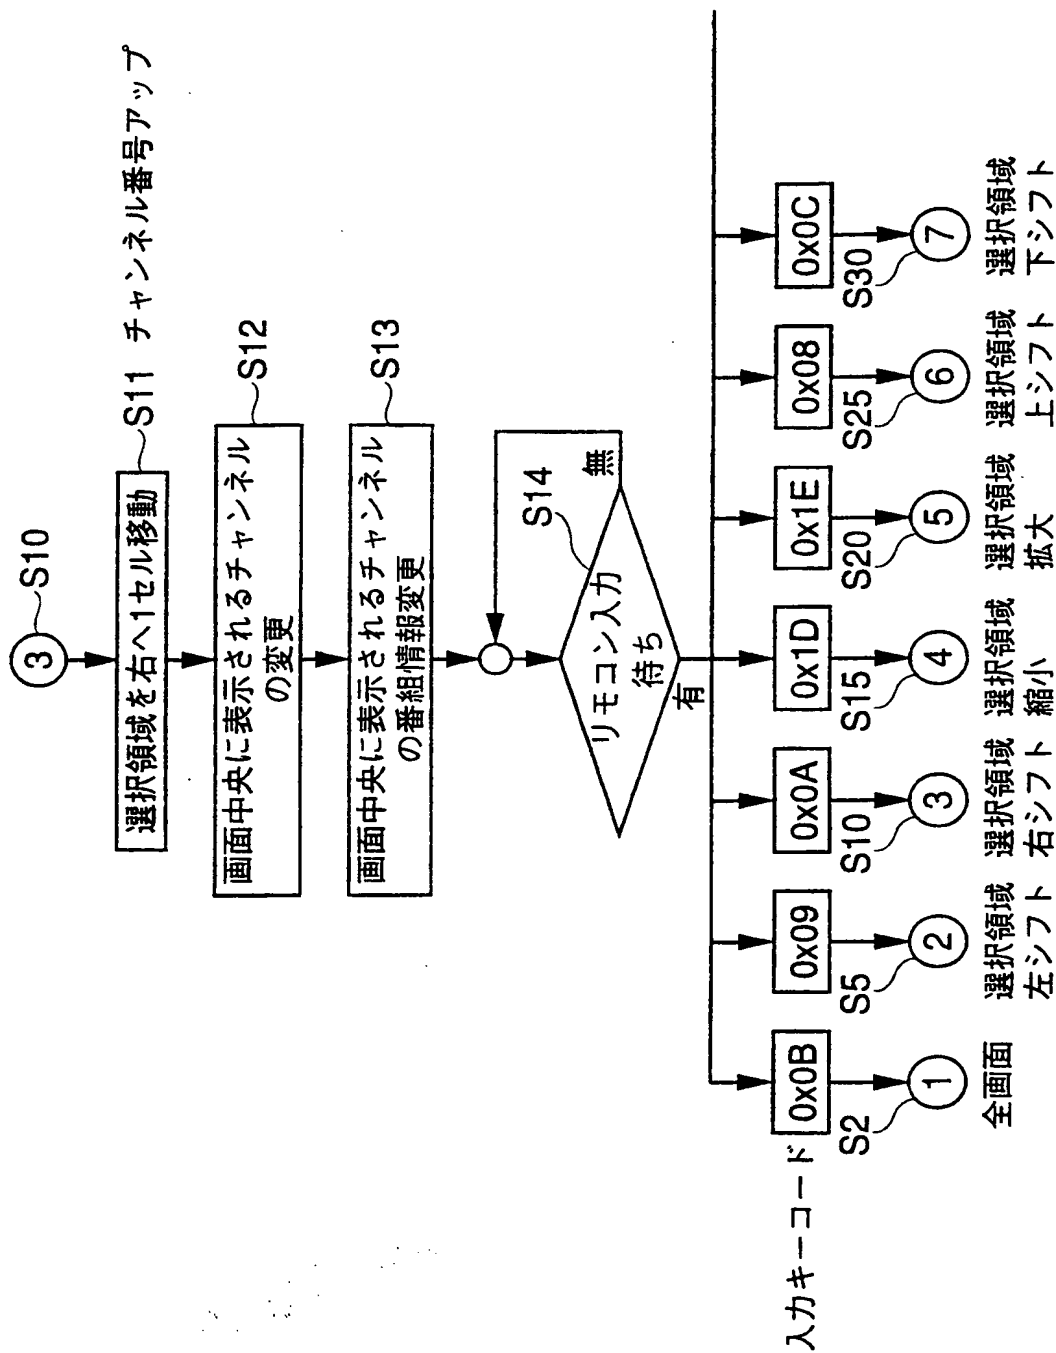 ③
S10
選択領域を右へ1セル移動
S11 チャンネル番号アップ
画面中央に表示されるチャンネル
の変更
S12
画面中央に表示されるチャンネル
の番組情報変更
S13
リモコン入力
待ち
S14
無
有
入力キーコード
0x0B
0x09
0x0A
0x1D
0x1E
0x08
0x0C
S2
S5
S10
S15
S20
S25
S30
①
②
③
④
⑤
⑥
⑦
全画面
選択領域
左シフト
選択領域
右シフト
選択領域
縮小
選択領域
拡大
選択領域
上シフト
選択領域
下シフト